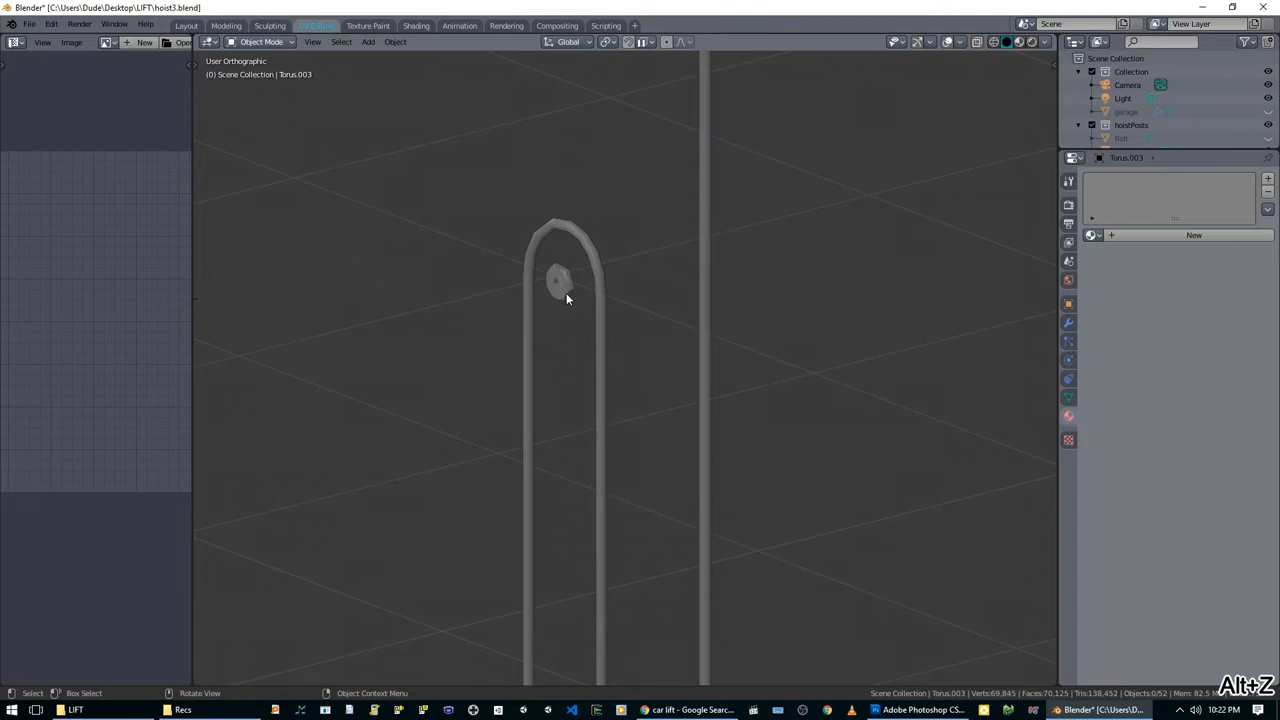 Blender* [C:\Users\Dude\Desktop\LIFT\hoist3.blend]
File Edit Render Window Help Layout Modeling Sculpting UV Editing Texture Paint Shading Animation Rendering Compositing Scripting + Scene View Layer
View Image New Open Object Mode View Select Add Object Global
User Orthographic
(0) Scene Collection | Torus.003
Scene Collection
Collection
Camera
Light
garage
hoistPosts
Bolt
Torus.003
New
Alt+Z
Select Box Select Rotate View Object Context Menu Scene Collection | Torus.003 | Verts:69,845 | Faces:70,125 | Tris:138,452 | Objects:0/52 | Mem: 82.5
LIFT Recs car lift - Google Sear... Adobe Photoshop CS... Blender* [C:\Users\D... 10:22 PM